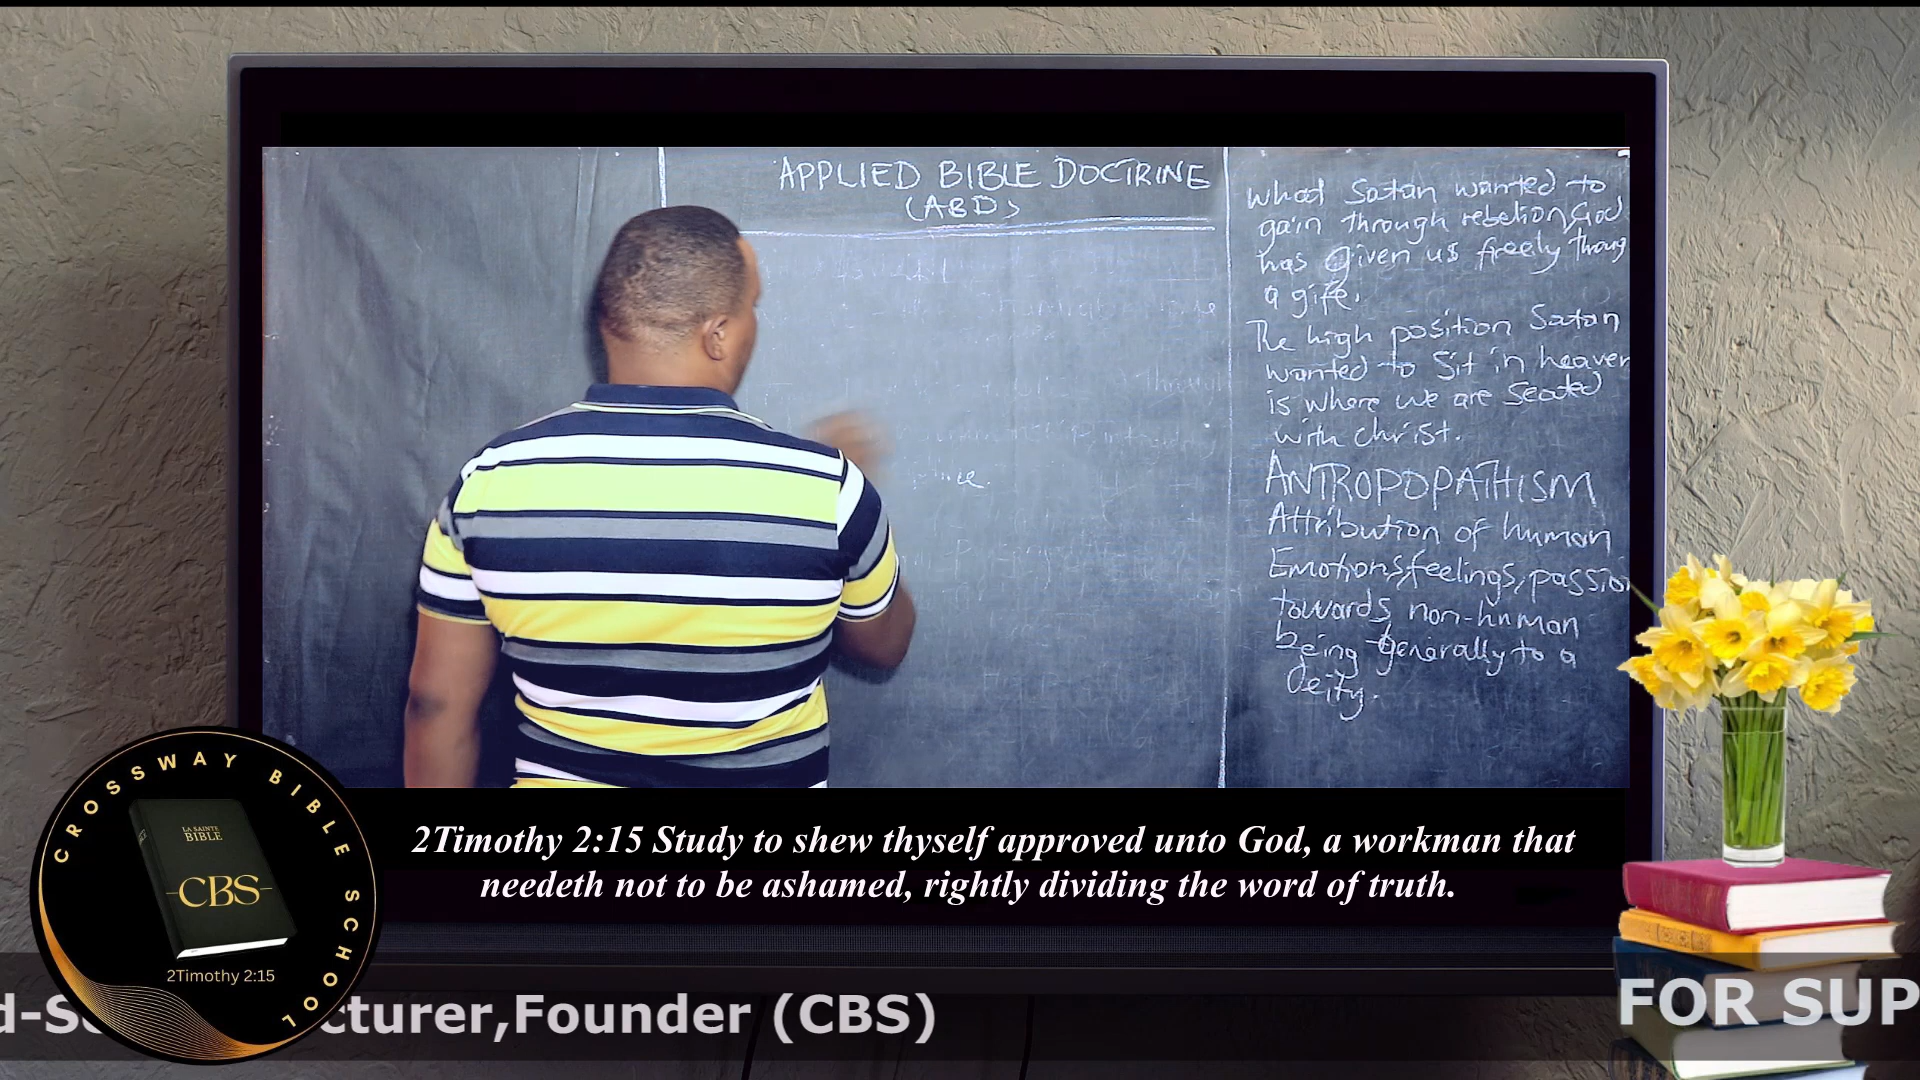 APPLIED BIBLE DOCTRINE
(ABD)
What Satan wanted to
gain through rebelion, God
has given us freely throug
a gift.
The high position Satan
wanted to Sit in heaven
is where we are Seated
with Christ.
ANTROPOPATHISM
Attribution of human
Emotions, feelings, passion
towards non-human
being generally to a
deity.
2Timothy 2:15 Study to shew thyself approved unto God, a workman that
needeth not to be ashamed, rightly dividing the word of truth.
CROSSWAY BIBLE SCHOOL
LA SAINTE
BIBLE
CBS
2Timothy 2:15
cturer,Founder (CBS)
FOR SUP